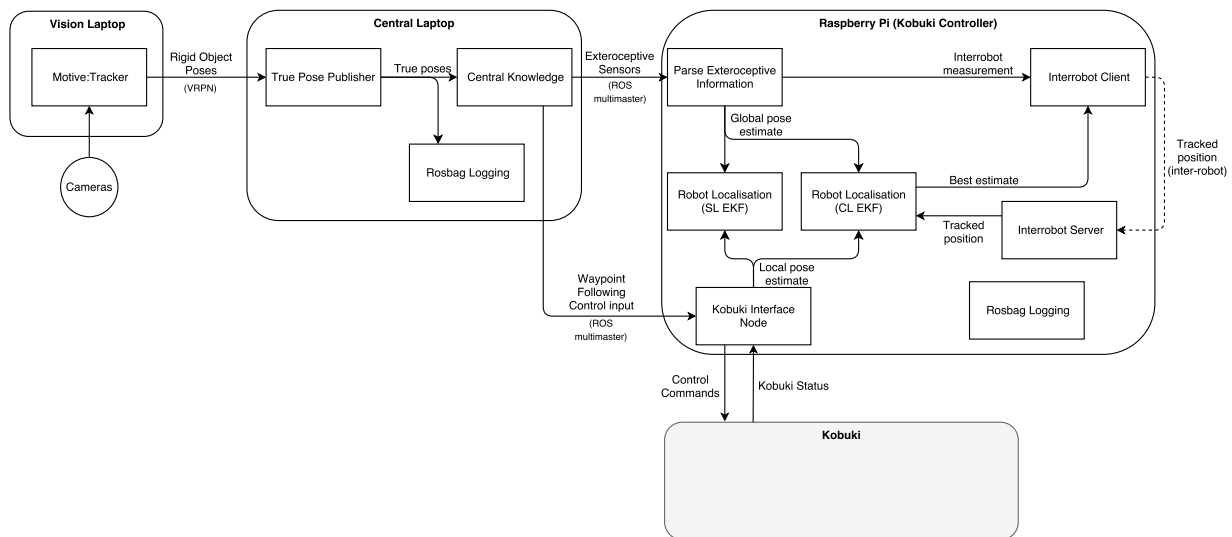 Vision Laptop
Motive:Tracker
Cameras
Rigid Object
Poses
(VRPN)
Central Laptop
True Pose Publisher
True poses
Central Knowledge
Rosbag Logging
Exteroceptive
Sensors
(ROS
multimaster)
Waypoint
Following
Control input
(ROS
multimaster)
Raspberry Pi (Kobuki Controller)
Parse Exteroceptive
Information
Interrobot
measurement
Interrobot Client
Global pose
estimate
Robot Localisation
(SL EKF)
Robot Localisation
(CL EKF)
Best estimate
Tracked
position
(inter-robot)
Tracked
position
Interrobot Server
Local pose
estimate
Kobuki Interface
Node
Rosbag Logging
Control
Commands
Kobuki Status
Kobuki